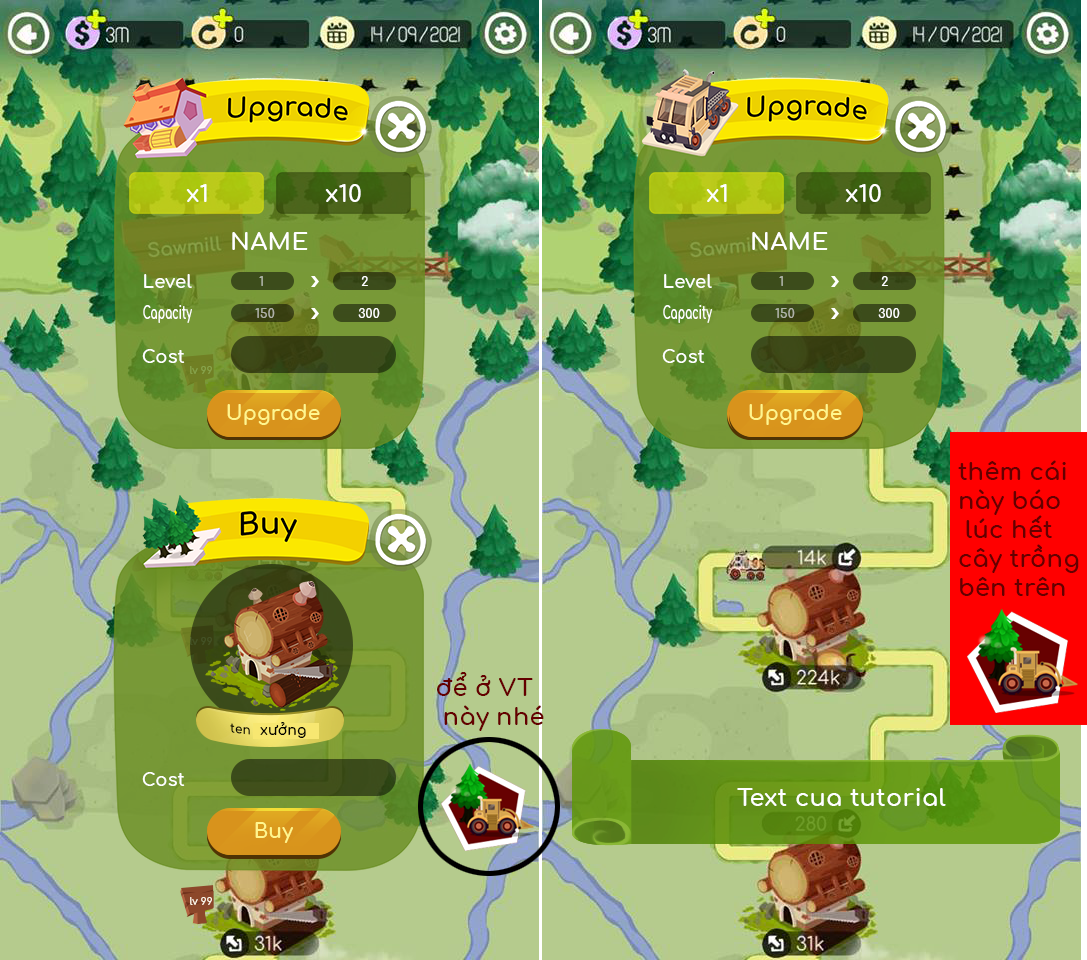 $ 3M
0
14/09/2021
Upgrade
x1 x10
Sawmill
NAME
Level 1 > 2
Capacity 150 > 300
Cost
lv 99
Upgrade
Buy
lv 99
ten xưởng
Cost
Buy
để ở VT
này nhé
lv 99
31k
$ 3M
0
14/09/2021
Upgrade
x1 x10
Sawmi
NAME
Level 1 > 2
Capacity 150 > 300
Cost
Upgrade
thêm cái
này báo
lúc hết
cây trồng
bên trên
14k
224k
Text cua tutorial
280
31k